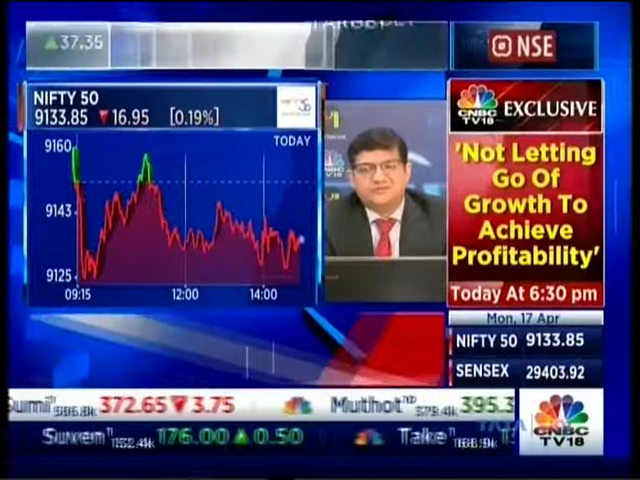 37.35
NSE
NIFTY 50
9133.85 ▼ 16.95 [0.19%]
TODAY
9160
9143
9125
09:15 12:00 14:00
CNBC
TV18
EXCLUSIVE
'Not Letting
Go Of
Growth To
Achieve
Profitability'
Today At 6:30 pm
Mon, 17 Apr
NIFTY 50 9133.85
SENSEX 29403.92
372.65 ▼ 3.75 Muthot 395.3
Suven 176.00 ▲ 0.50 Take
CNBC
TV18